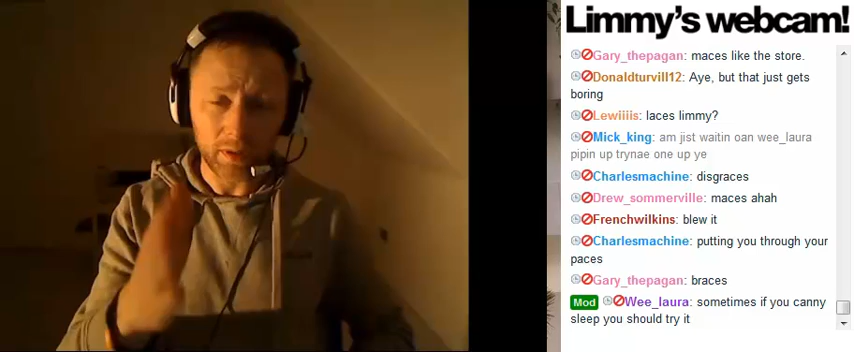 Limmy's webcam!
Gary_thepagan: maces like the store.
Donaldturvill12: Aye, but that just gets
boring
Lewiiiis: laces limmy?
Mick_king: am jist waitin oan wee_laura
pipin up trynae one up ye
Charlesmachine: disgraces
Drew_sommerville: maces ahah
Frenchwilkins: blew it
Charlesmachine: putting you through your
paces
Gary_thepagan: braces
Mod Wee_laura: sometimes if you canny
sleep you should try it